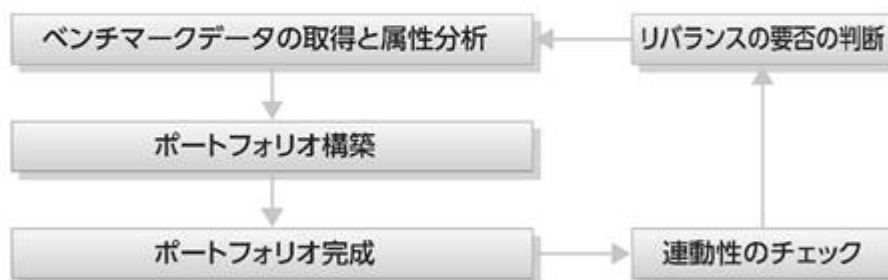 ベンチマークデータの取得と属性分析
リバランスの要否の判断
ポートフォリオ構築
ポートフォリオ完成
連動性のチェック